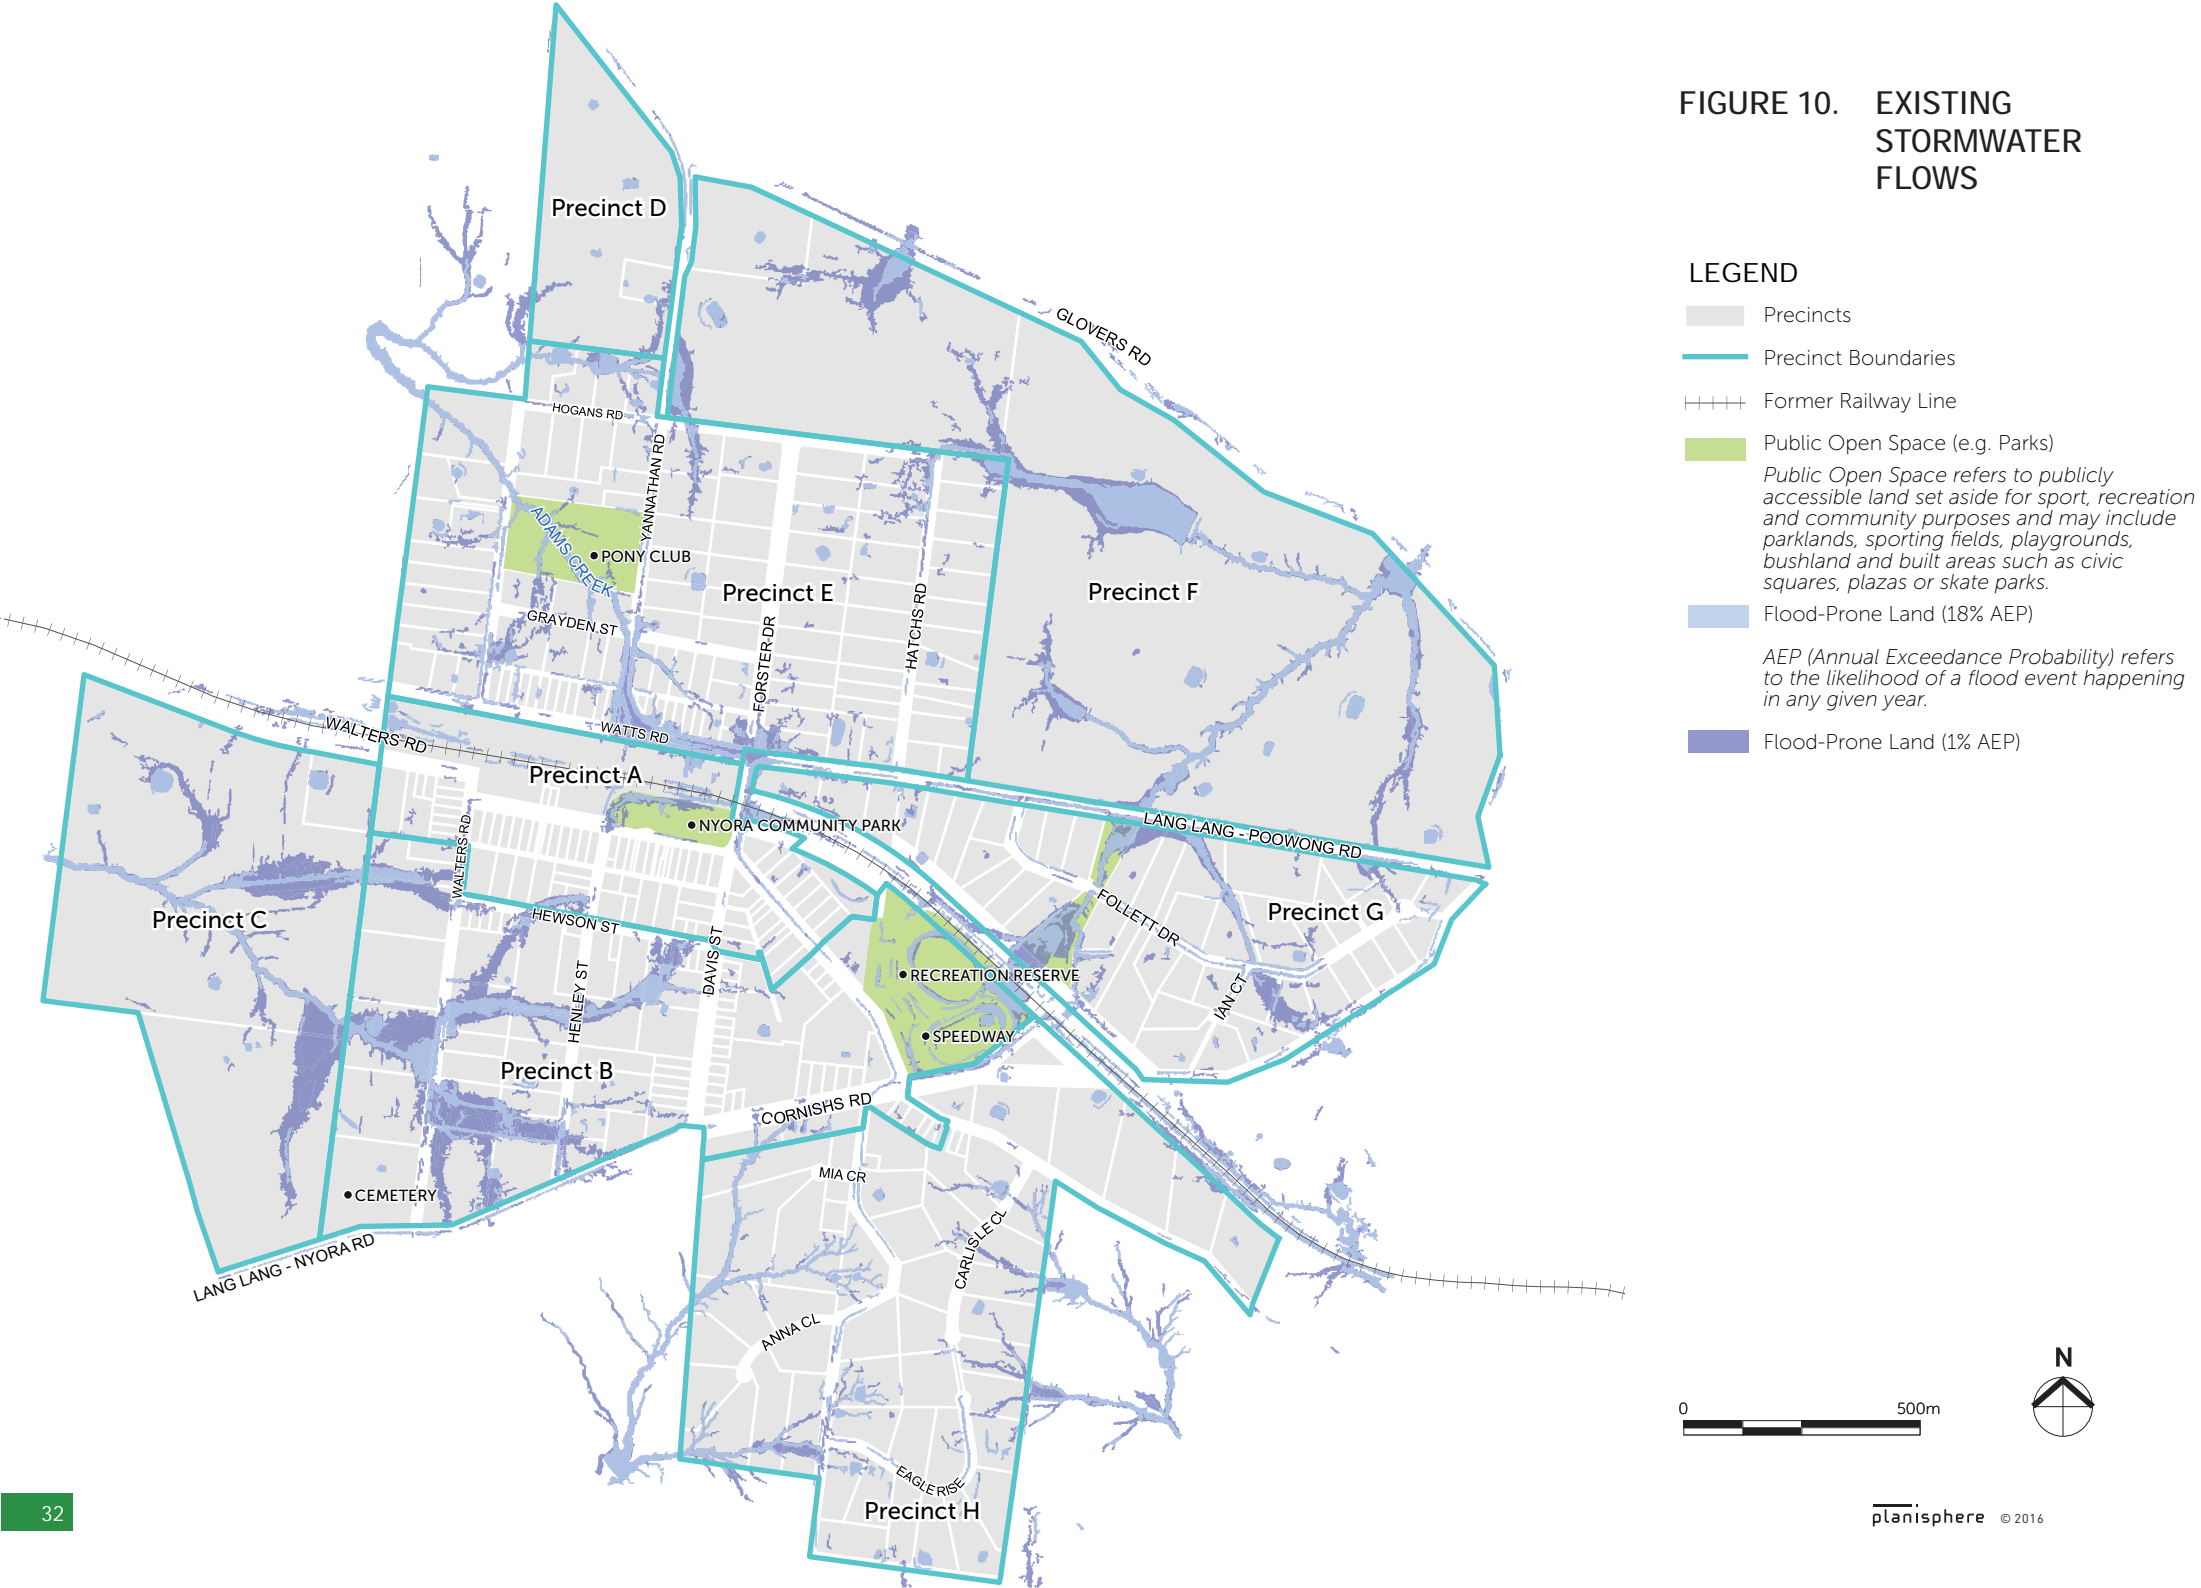 FIGURE 10. EXISTING
STORMWATER
FLOWS
LEGEND
Precincts
Precinct Boundaries
Former Railway Line
Public Open Space (e.g. Parks)
Public Open Space refers to publicly
accessible land set aside for sport, recreation
and community purposes and may include
parklands, sporting fields, playgrounds,
bushland and built areas such as civic
squares, plazas or skate parks.
Flood-Prone Land (18% AEP)
AEP (Annual Exceedance Probability) refers
to the likelihood of a flood event happening
in any given year.
Flood-Prone Land (1% AEP)
Precinct D
GLOVERS RD
HOGANS RD
YANNATHAN RD
ADAMS CREEK
PONY CLUB
Precinct E
Precinct F
GRAYDEN ST
FORSTER DR
HATCHS RD
WALTERS RD
WATTS RD
Precinct A
NYORA COMMUNITY PARK
LANG LANG - POOWONG RD
WALTERS RD
Precinct C
HEWSON ST
FOLLETT DR
Precinct G
DAVIS ST
HENLEY ST
RECREATION RESERVE
IAN CT
SPEEDWAY
Precinct B
CORNISHS RD
MIA CR
CEMETERY
CARLISLE CL
LANG LANG - NYORA RD
ANNA CL
EAGLE RISE
Precinct H
0 500m
N
planisphere © 2016
32